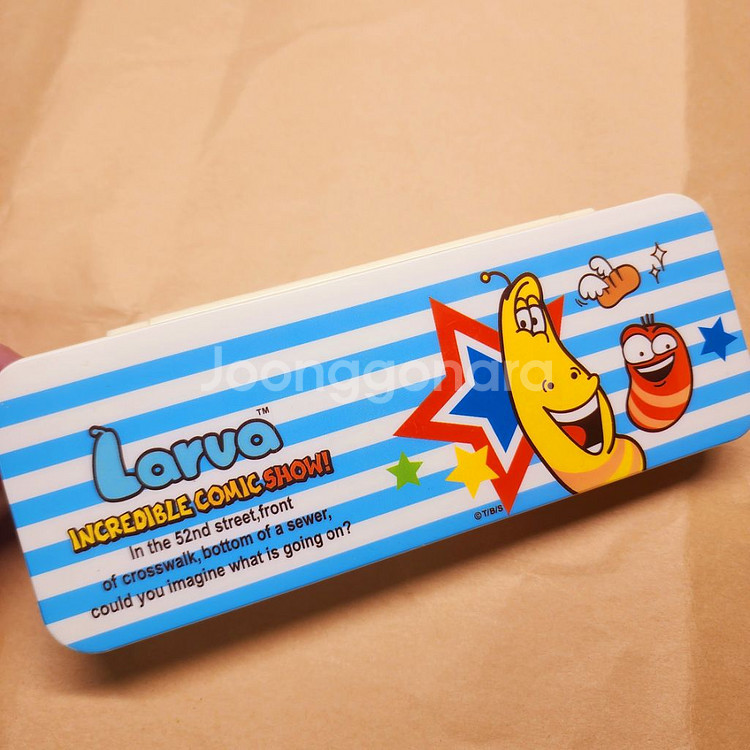 Joonggonara
Larva™
INCREDIBLE COMIC SHOW!
In the 52nd street,front
of crosswalk,bottom of a sewer,
could you imagine what is going on?
©T/B/S